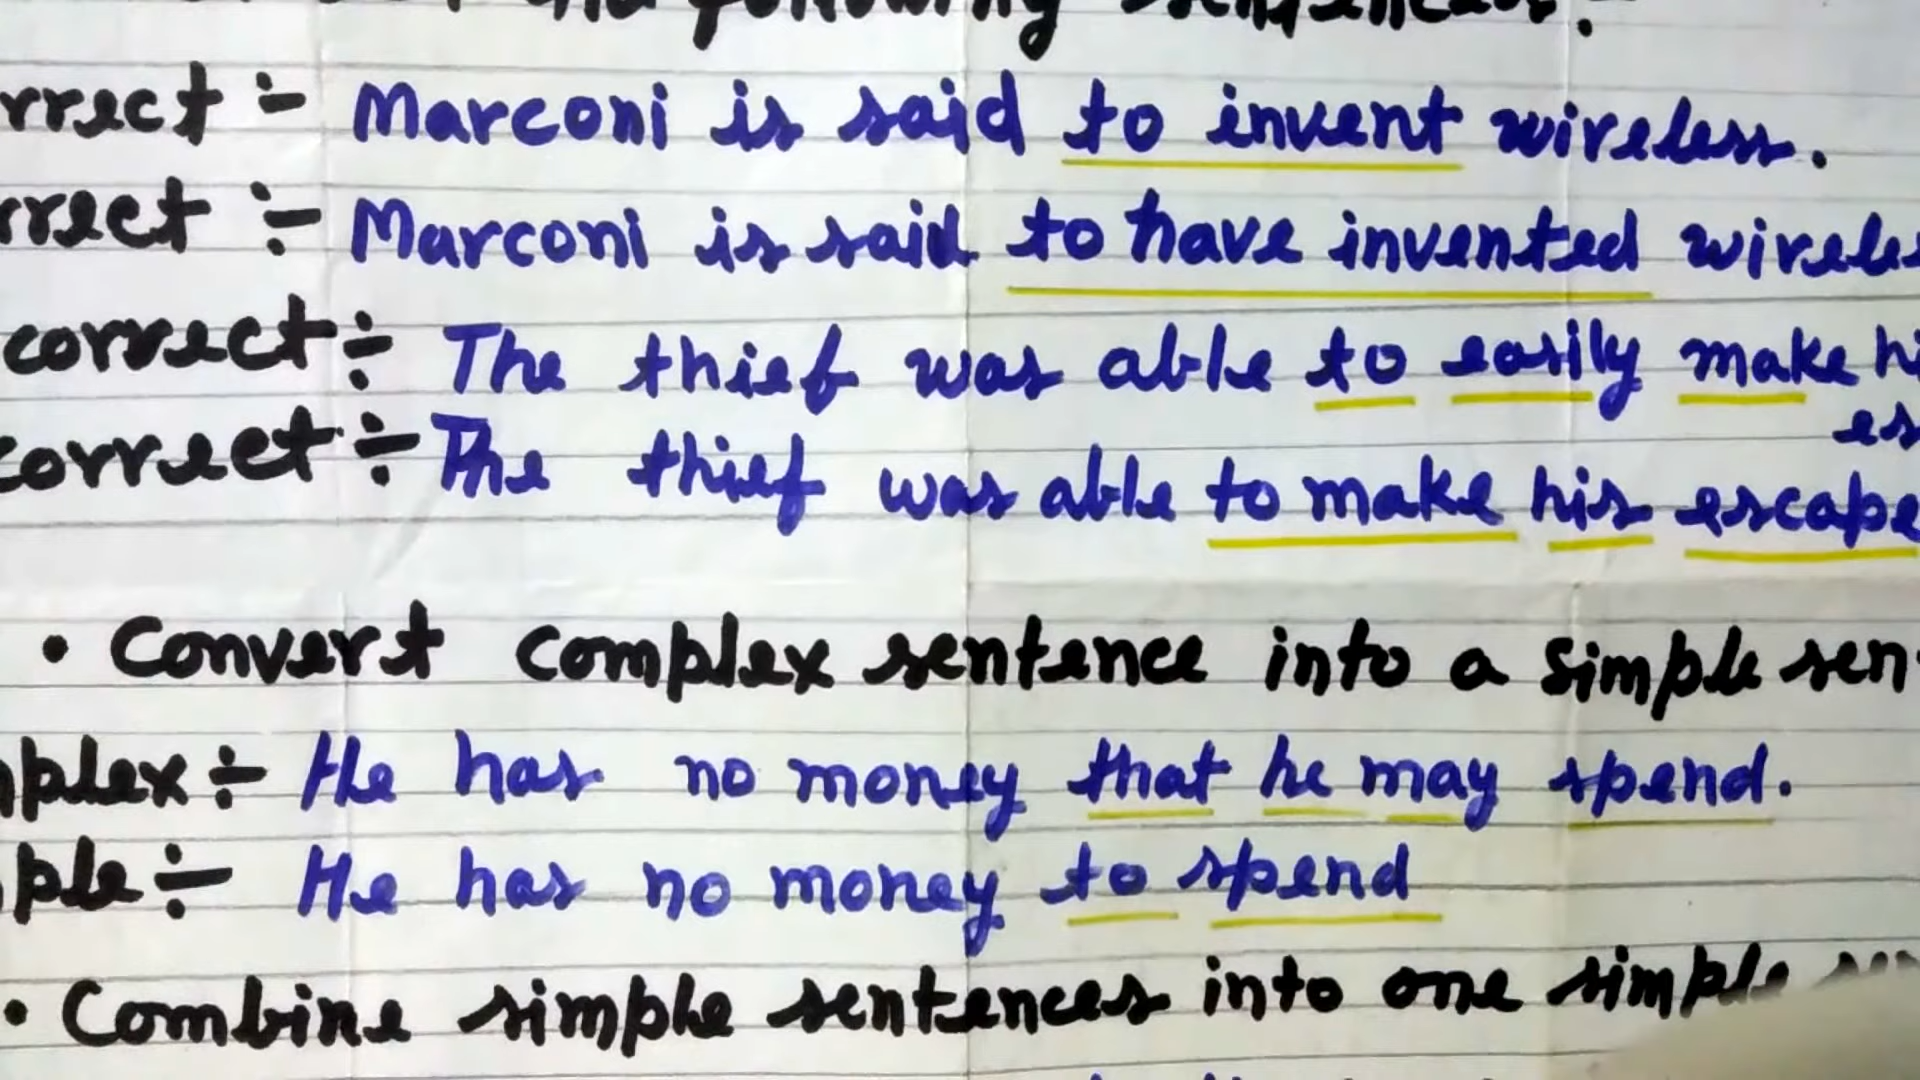 the following sentences:-
rrect ÷ Marconi is said to invent wireless.
rrect ÷ Marconi is said to have invented wireles
correct ÷ The thief was able to easily make hi
es
correct ÷ The thief was able to make his escape
• Convert complex sentence into a simple sen
plex ÷ He has no money that he may spend.
ple ÷ He has no money to spend
• Combine simple sentences into one simple